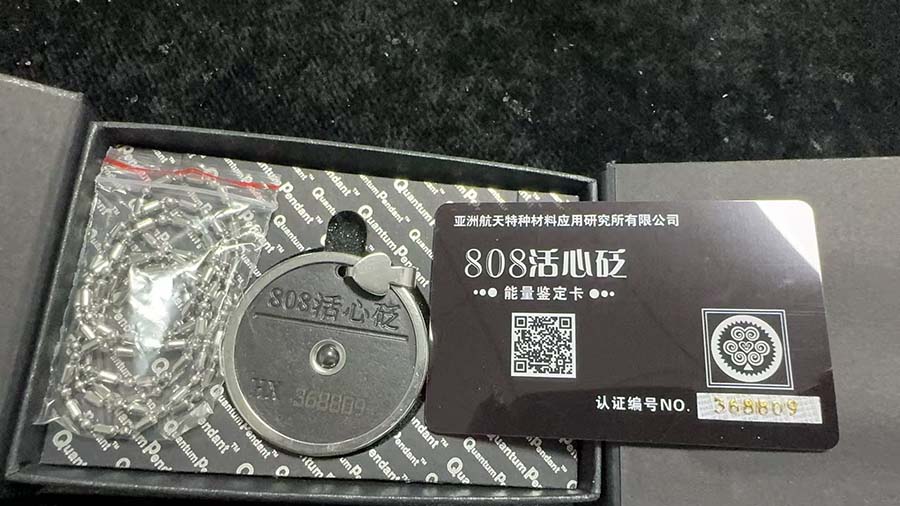 Quantum Pendant™
808活心砭
HX 368809
亚洲航天特种材料应用研究所有限公司
808活心砭
能量鉴定卡
认证编号NO. 368809